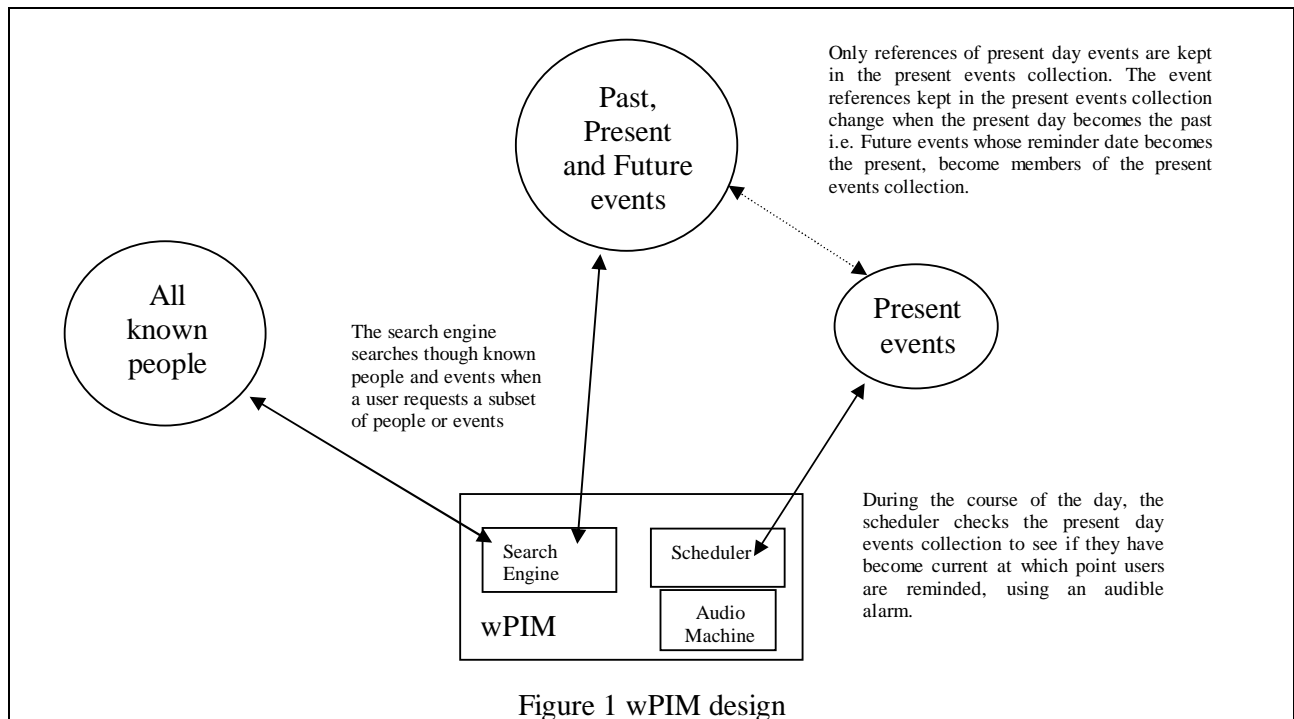 Past,
Present
and Future
events
Only references of present day events are kept
in the present events collection. The event
references kept in the present events collection
change when the present day becomes the past
i.e. Future events whose reminder date becomes
the present, become members of the present
events collection.
All
known
people
The search engine
searches though known
people and events when
a user requests a subset
of people or events
Present
events
During the course of the day, the
scheduler checks the present day
events collection to see if they have
become current at which point users
are reminded, using an audible
alarm.
Search
Engine
Scheduler
Audio
Machine
wPIM
Figure 1 wPIM design